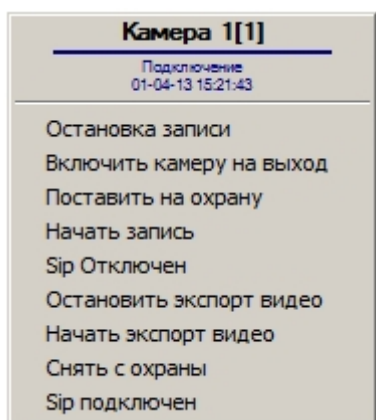 Камера 1[1]
Подключение
01-04-13 15:21:43
Остановка записи
Включить камеру на выход
Поставить на охрану
Начать запись
Sip Отключен
Остановить экспорт видео
Начать экспорт видео
Снять с охраны
Sip подключен